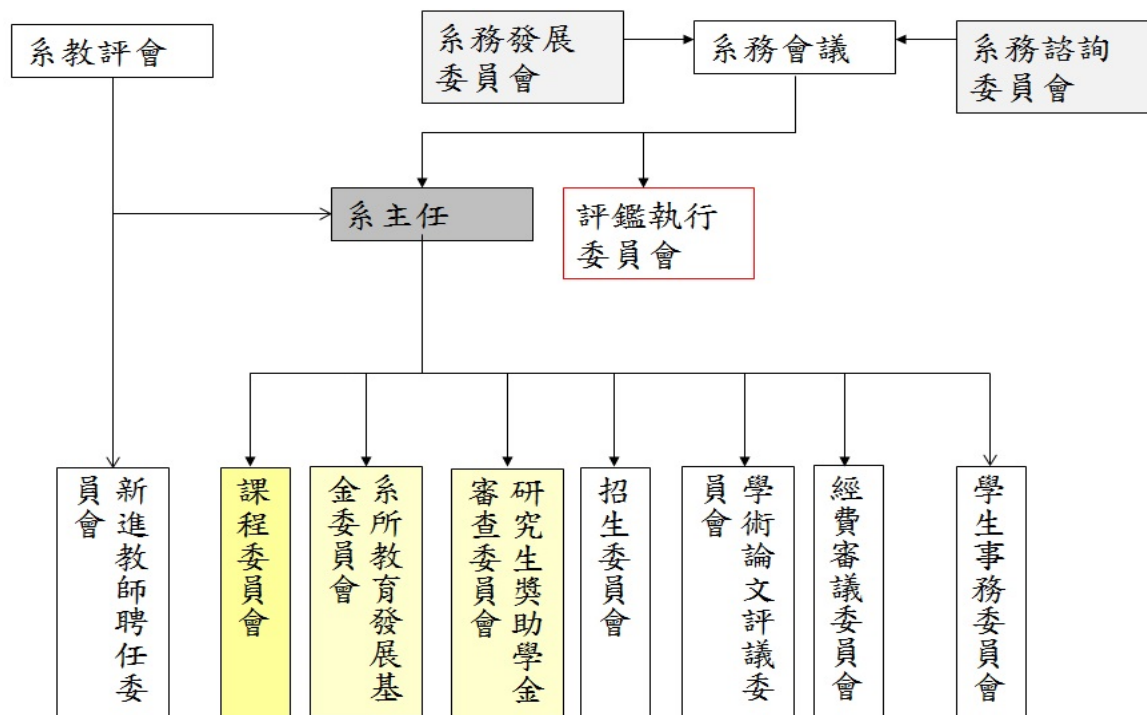 系教評會
系務發展
委員會
系務會議
系務諮詢
委員會
系主任
評鑑執行
委員會
新進教師聘任委
員會
課程委員會
系所教育發展基
金委員會
研究生獎助學金
審查委員會
招生委員會
學術論文評議委
員會
經費審議委員會
學生事務委員會